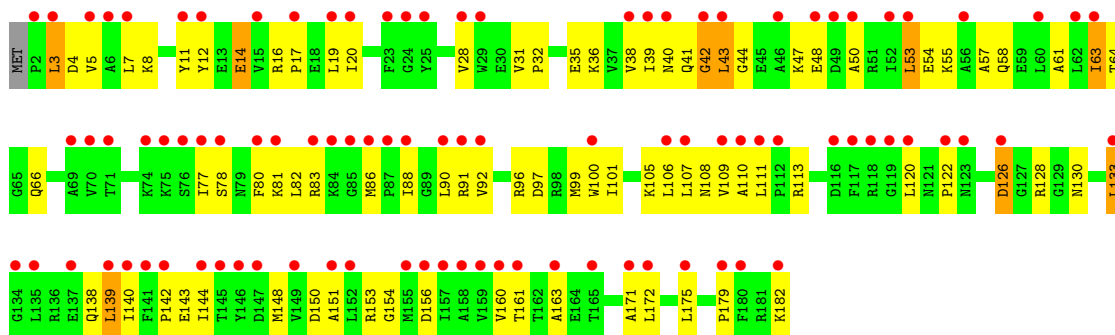 MET P2 L3 D4 V5 A6 L7 K8 Y11 Y12 E13 E14 V15 R16 P17 E18 L19 I20 F23 G24 Y25 V28 W29 E30 V31 P32 E35 K36 V37 V38 I39 N40 Q41 G42 L43 G44 E45 A46 K47 E48 D49 A50 R51 I52 L53 E54 K55 A56 A57 Q58 E59 L60 A61 L62 I63 T64
G65 Q66 A69 V70 T71 K74 K75 S76 I77 S78 N79 F80 K81 L82 R83 K84 G85 M86 P87 I88 G89 L90 R91 V92 R96 D97 R98 M99 W100 I101 K105 L106 L107 N108 V109 A110 L111 P112 R113 D116 F117 R118 G119 L120 N121 P122 N123 D126 G127 R128 G129 N130 L133
G134 L135 R136 E137 Q138 L139 I140 F141 P142 E143 I144 T145 Y146 D147 M148 V149 D150 A151 L152 R153 G154 M155 D156 I157 A158 V159 V160 T161 T162 A163 E164 T165 A171 L172 L175 P179 F180 R181 K182